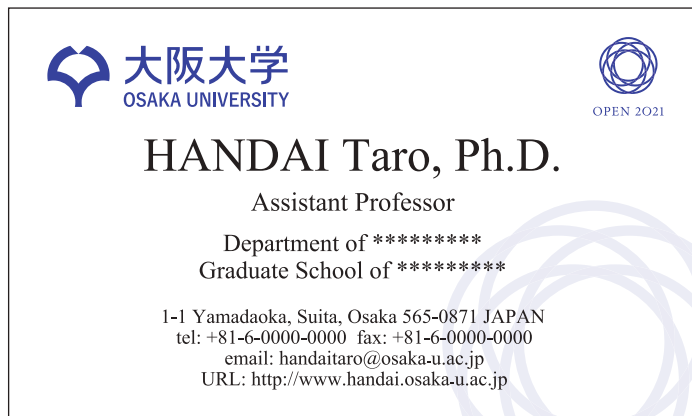 大阪大学
OSAKA UNIVERSITY
OPEN 2021
HANDAI Taro, Ph.D.
Assistant Professor
Department of *********
Graduate School of *********
1-1 Yamadaoka, Suita, Osaka 565-0871 JAPAN
tel: +81-6-0000-0000 fax: +81-6-0000-0000
email: handaitaro@osaka-u.ac.jp
URL: http://www.handai.osaka-u.ac.jp